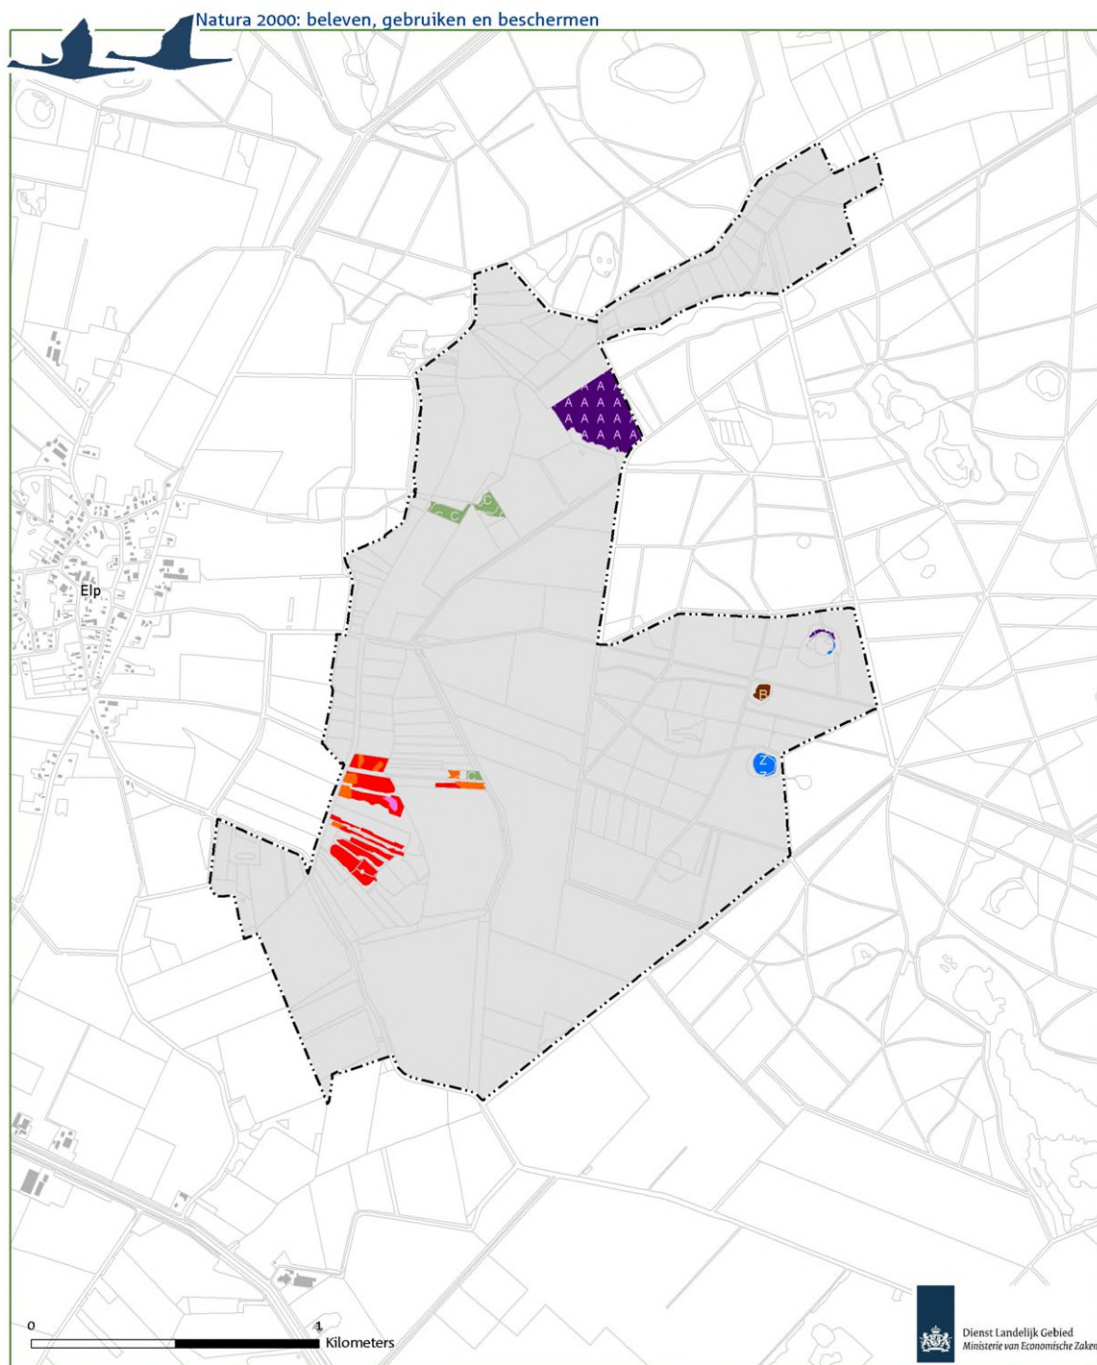 Natura 2000: beleven, gebruiken en beschermen
A A
A A A A
A A A A
A A A A
C
C C
Elp
B
Z
Z
C
0 1
Kilometers
Dienst Landelijk Gebied
Ministerie van Economische Zaken